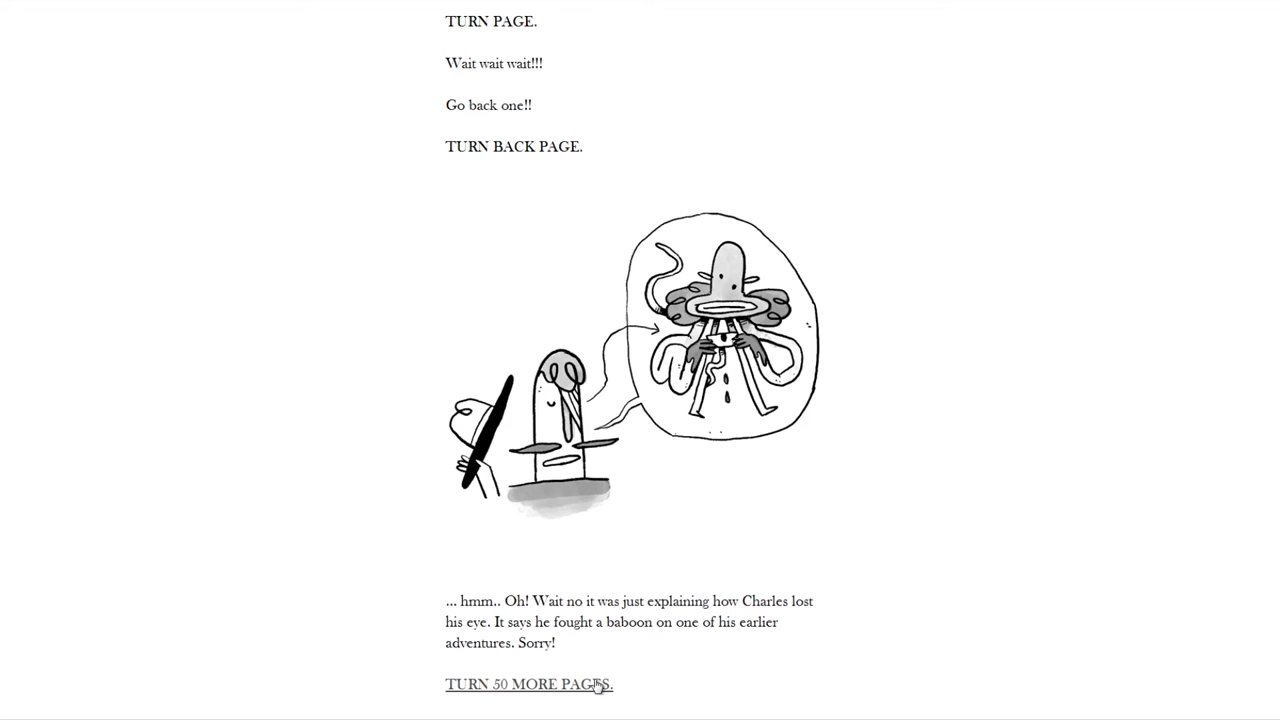 TURN PAGE.
Wait wait wait!!!
Go back one!!
TURN BACK PAGE.
... hmm.. Oh! Wait no it was just explaining how Charles lost
his eye. It says he fought a baboon on one of his earlier
adventures. Sorry!
TURN 50 MORE PAGES.